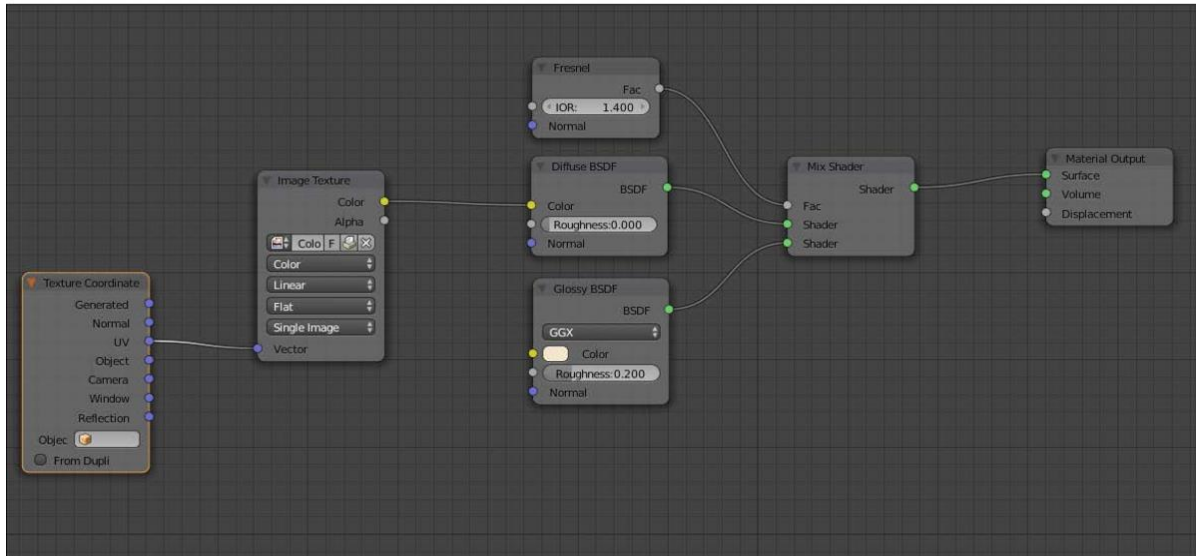 Texture Coordinate
Generated
Normal
UV
Object
Camera
Window
Reflection
Objec
From Dupli
Image Texture
Color
Alpha
Colo F
Color
Linear
Flat
Single Image
Vector
Fresnel
Fac
IOR: 1.400
Normal
Diffuse BSDF
BSDF
Color
Roughness:0.000
Normal
Glossy BSDF
BSDF
GGX
Color
Roughness:0.200
Normal
Mix Shader
Shader
Fac
Shader
Shader
Material Output
Surface
Volume
Displacement